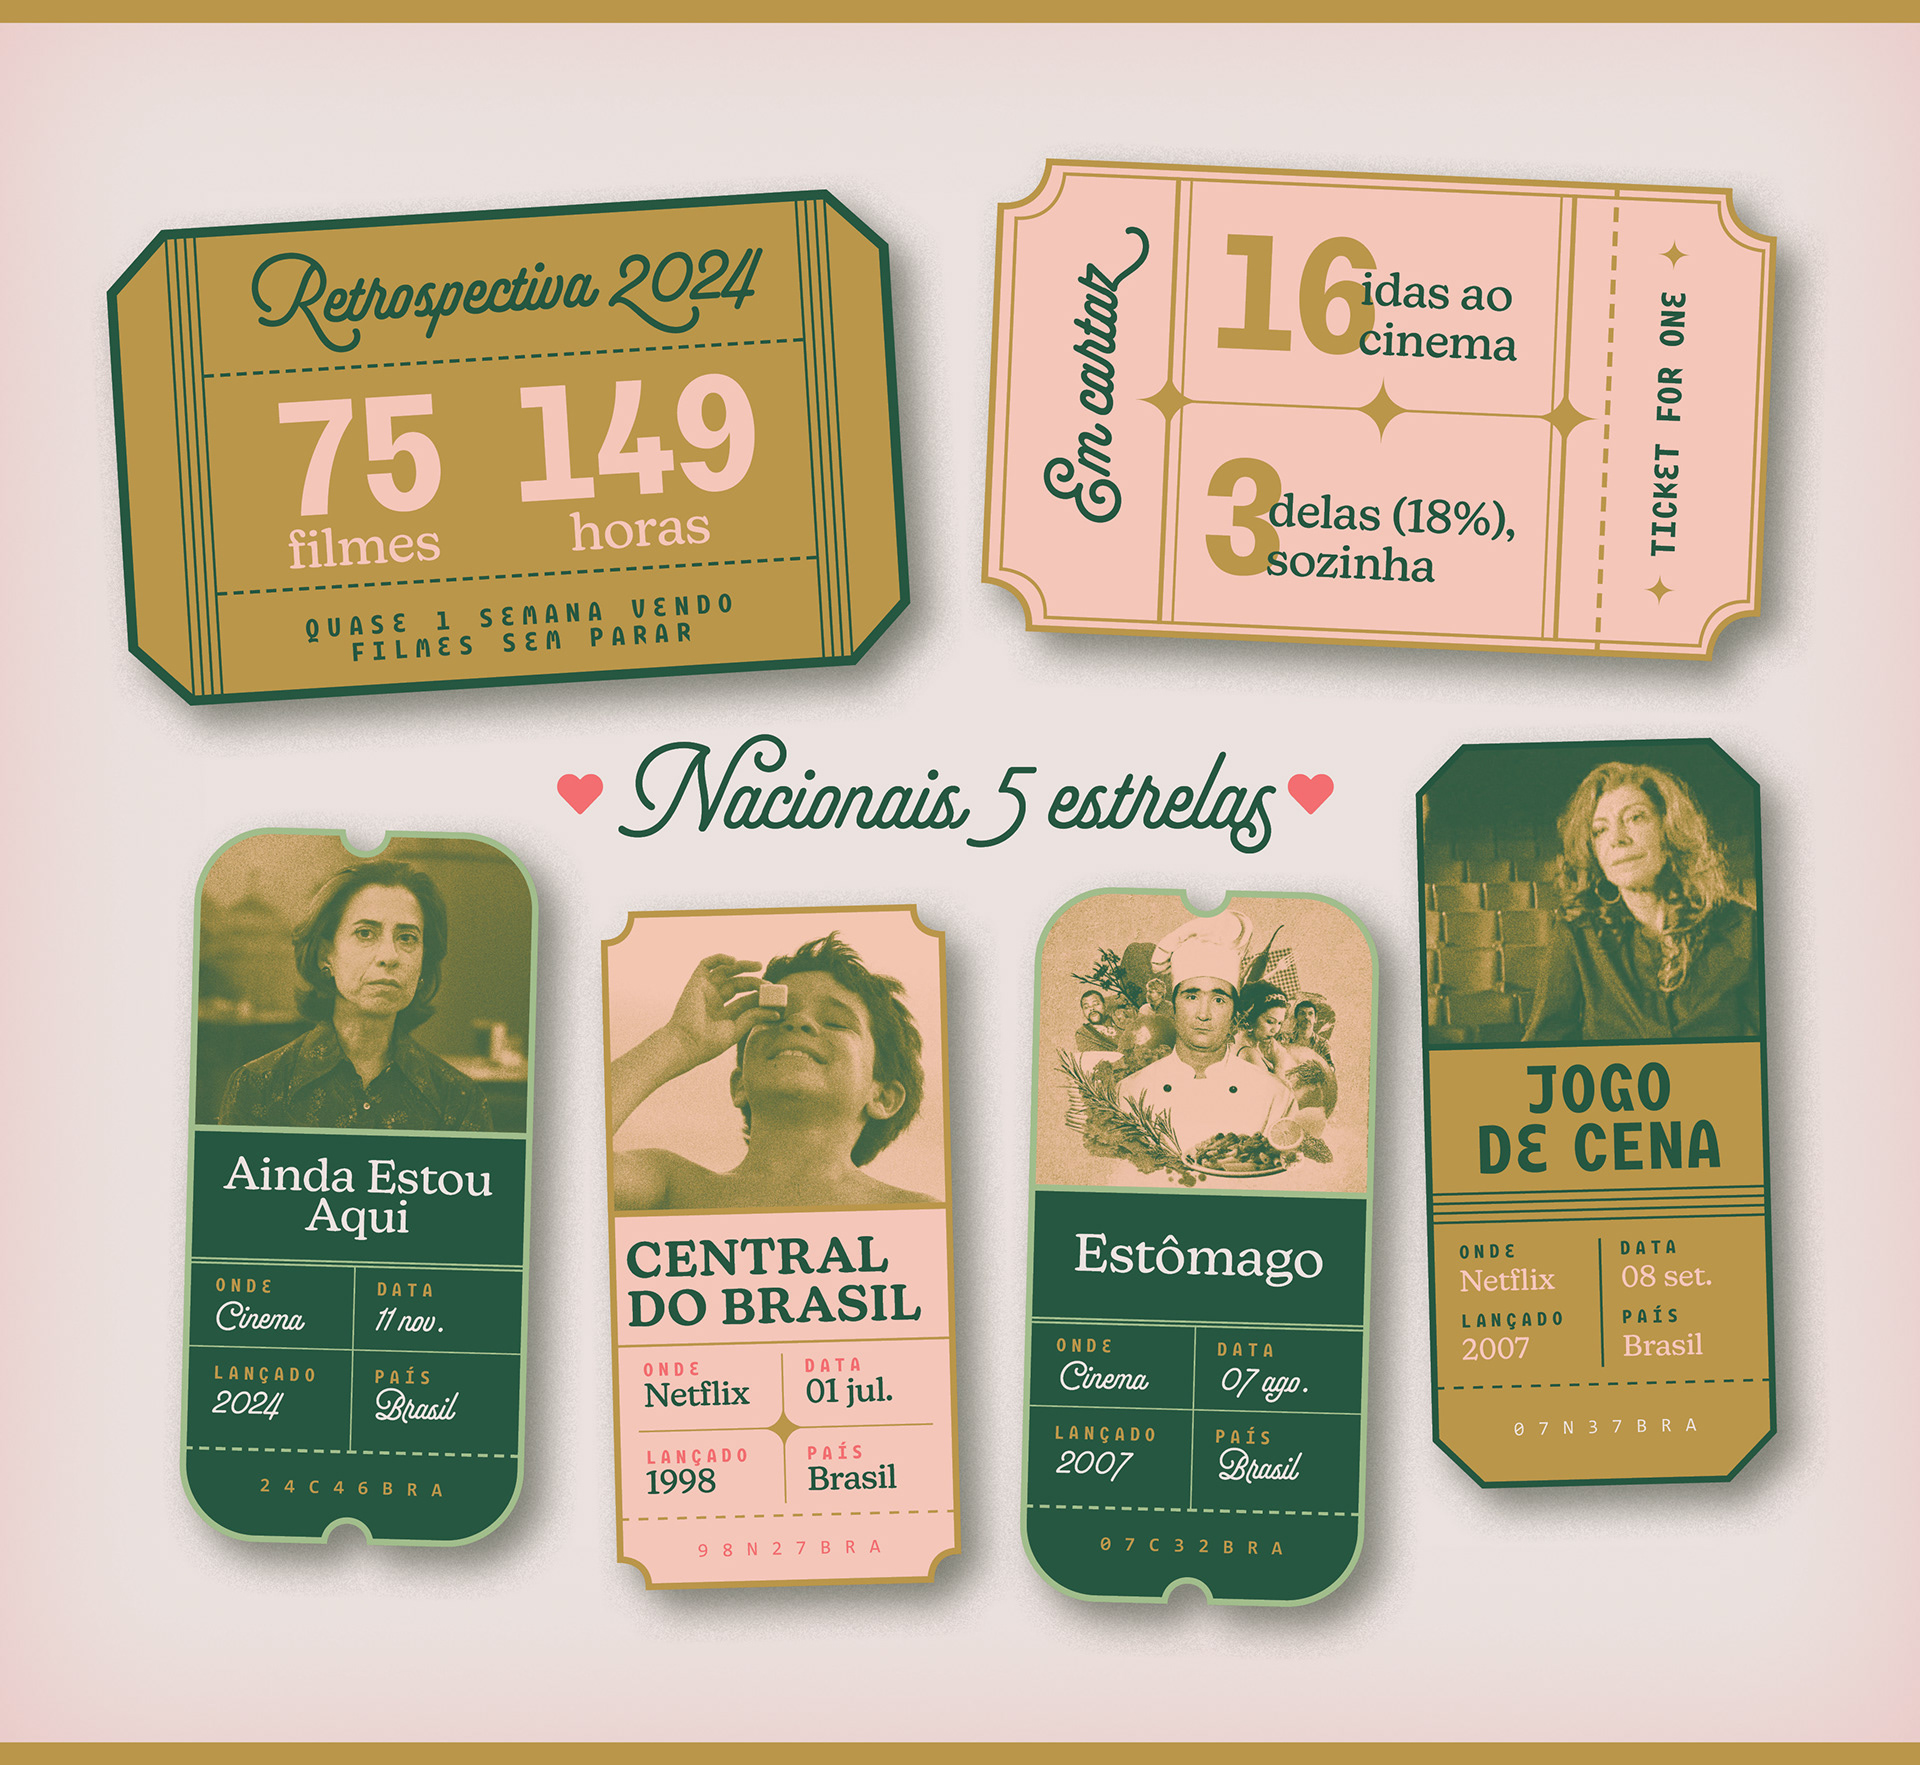 Retrospectiva 2024
75
filmes
149
horas
QUASE 1 SEMANA VENDO
FILMES SEM PARAR
Em cartaz
16 idas ao
cinema
3 delas (18%),
sozinha
TICKET FOR ONE
Nacionais 5 estrelas
Ainda Estou
Aqui
ONDE
Cinema
DATA
11 nov.
LANÇADO
2024
PAÍS
Brasil
24C46BRA
CENTRAL
DO BRASIL
ONDE
Netflix
DATA
01 jul.
LANÇADO
1998
PAÍS
Brasil
98N27BRA
Estômago
ONDE
Cinema
DATA
07 ago.
LANÇADO
2007
PAÍS
Brasil
07C32BRA
JOGO
DE CENA
ONDE
Netflix
DATA
08 set.
LANÇADO
2007
PAÍS
Brasil
07N37BRA